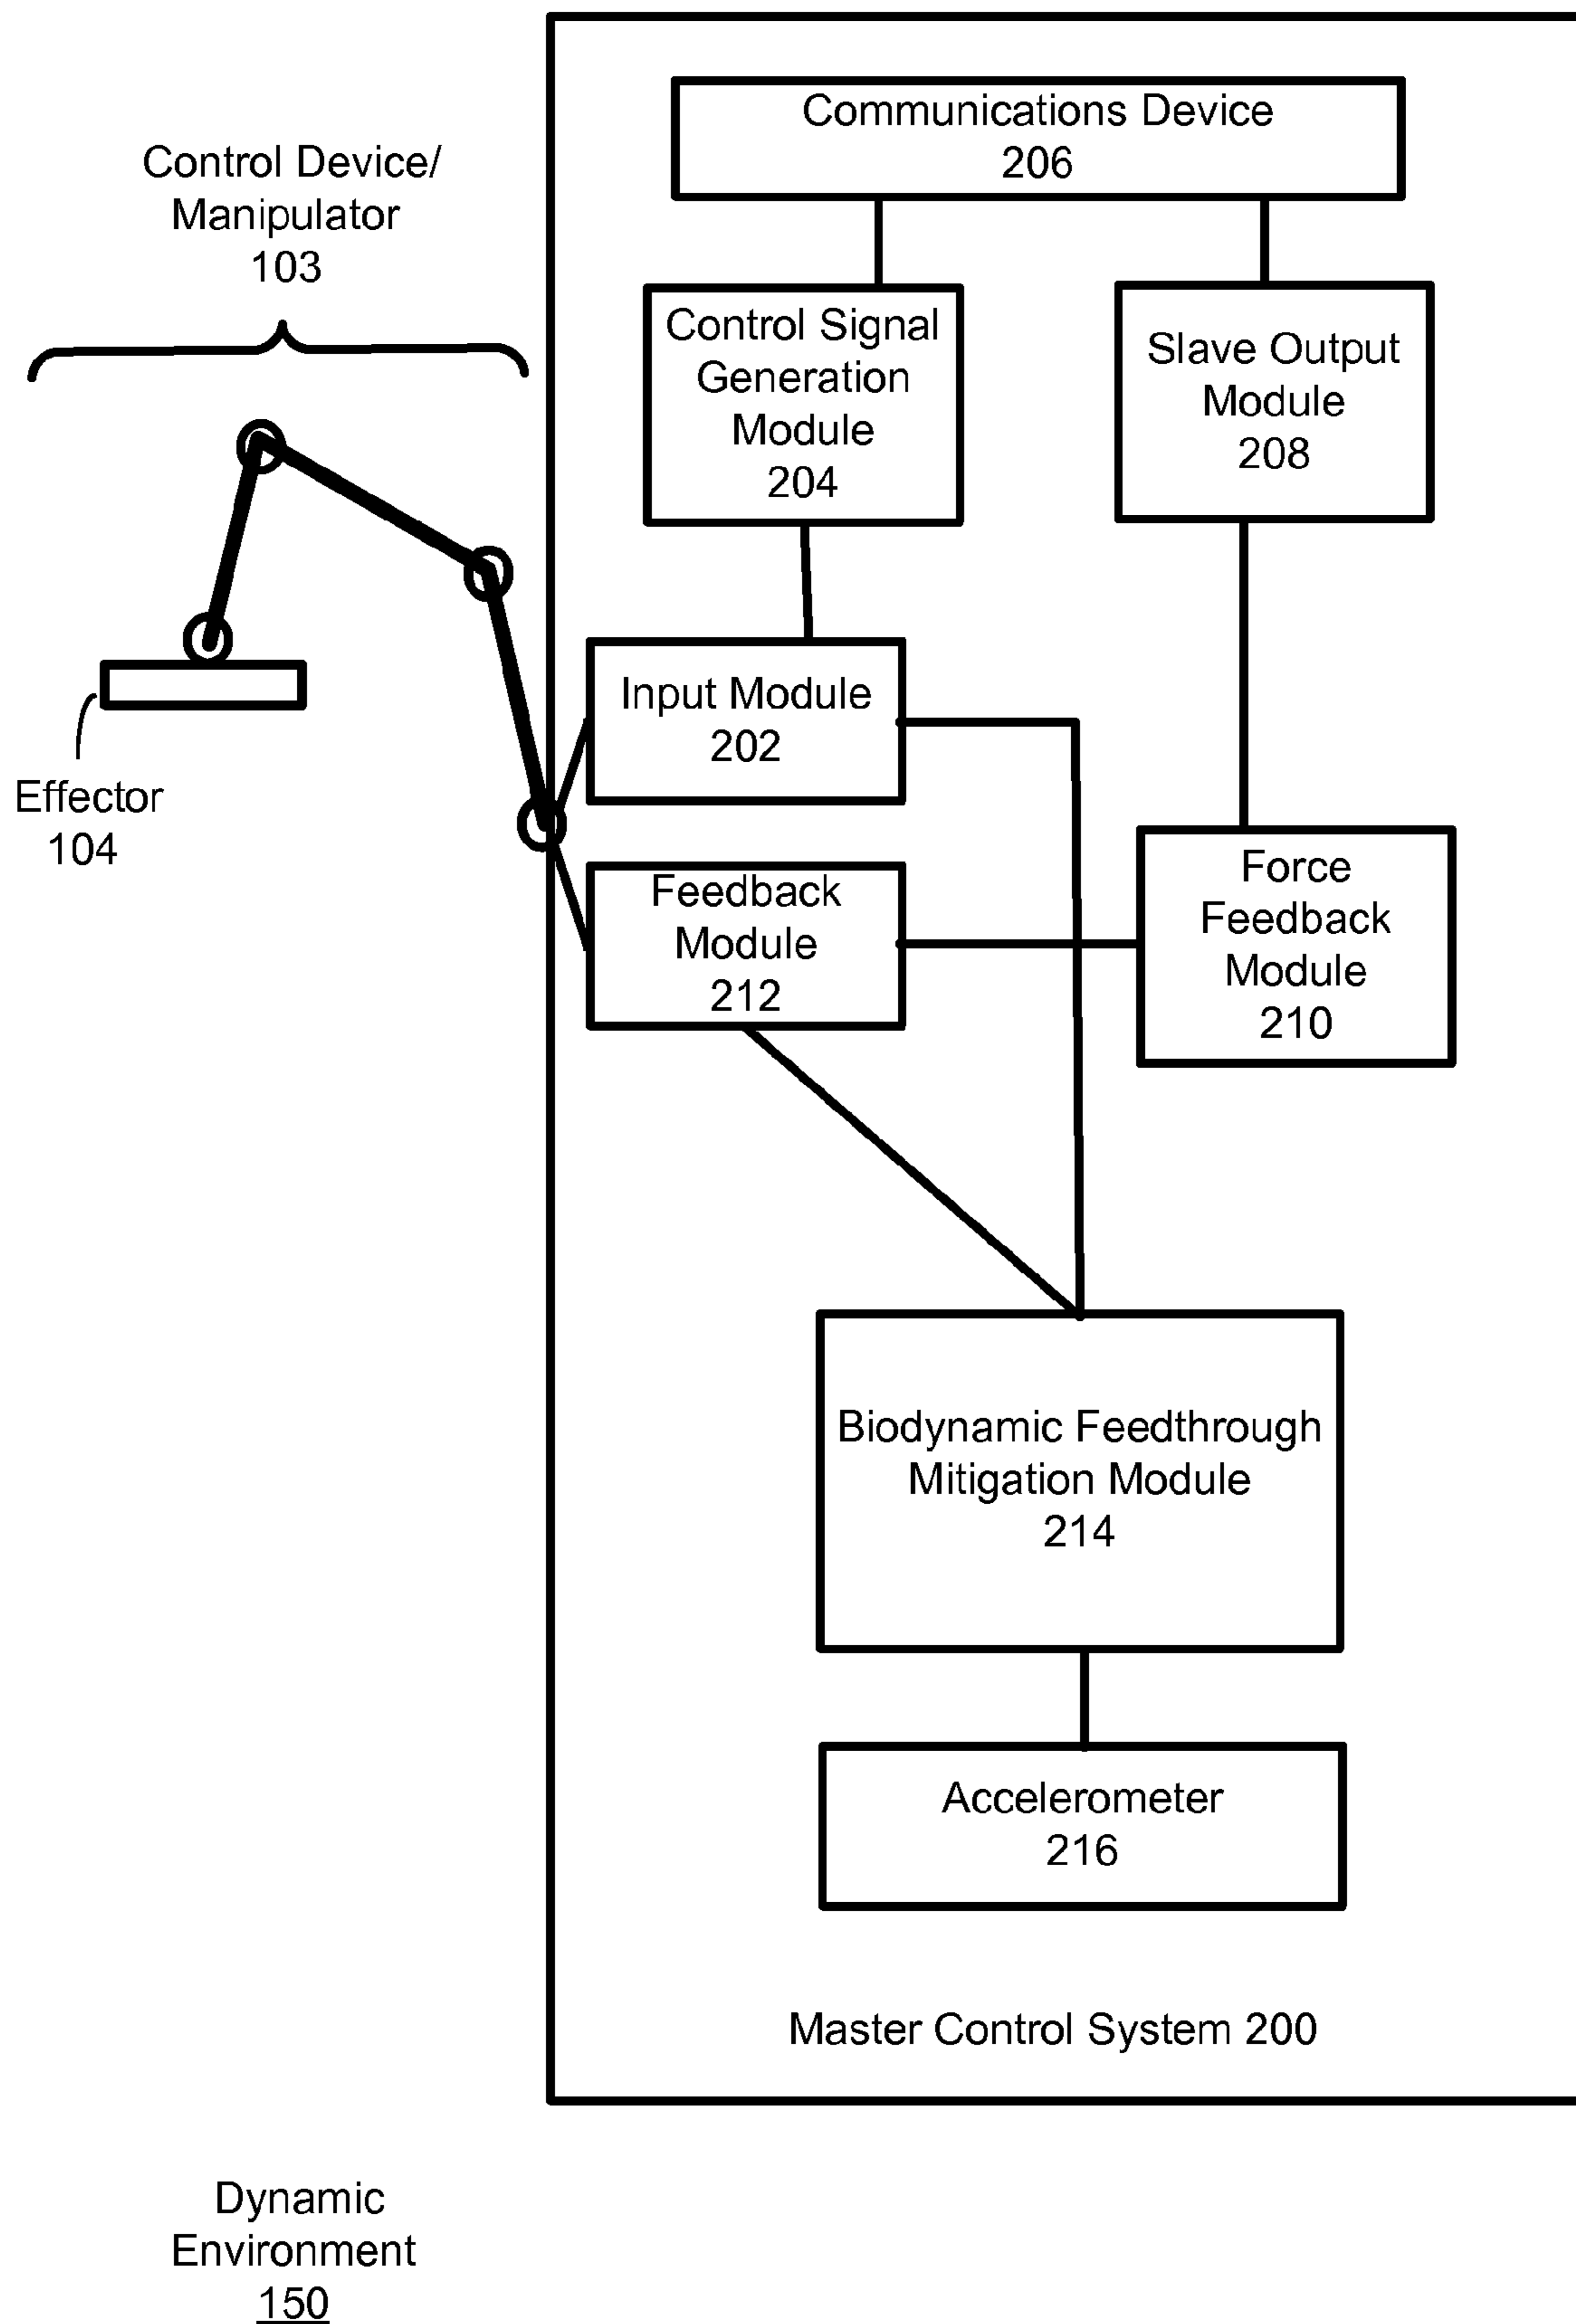 Communications Device
206
Control Device/
Manipulator
103
Control Signal
Generation
Module
204
Slave Output
Module
208
Input Module
202
Effector
104
Feedback
Module
212
Force
Feedback
Module
210
Biodynamic Feedthrough
Mitigation Module
214
Accelerometer
216
Master Control System 200
Dynamic
Environment
150